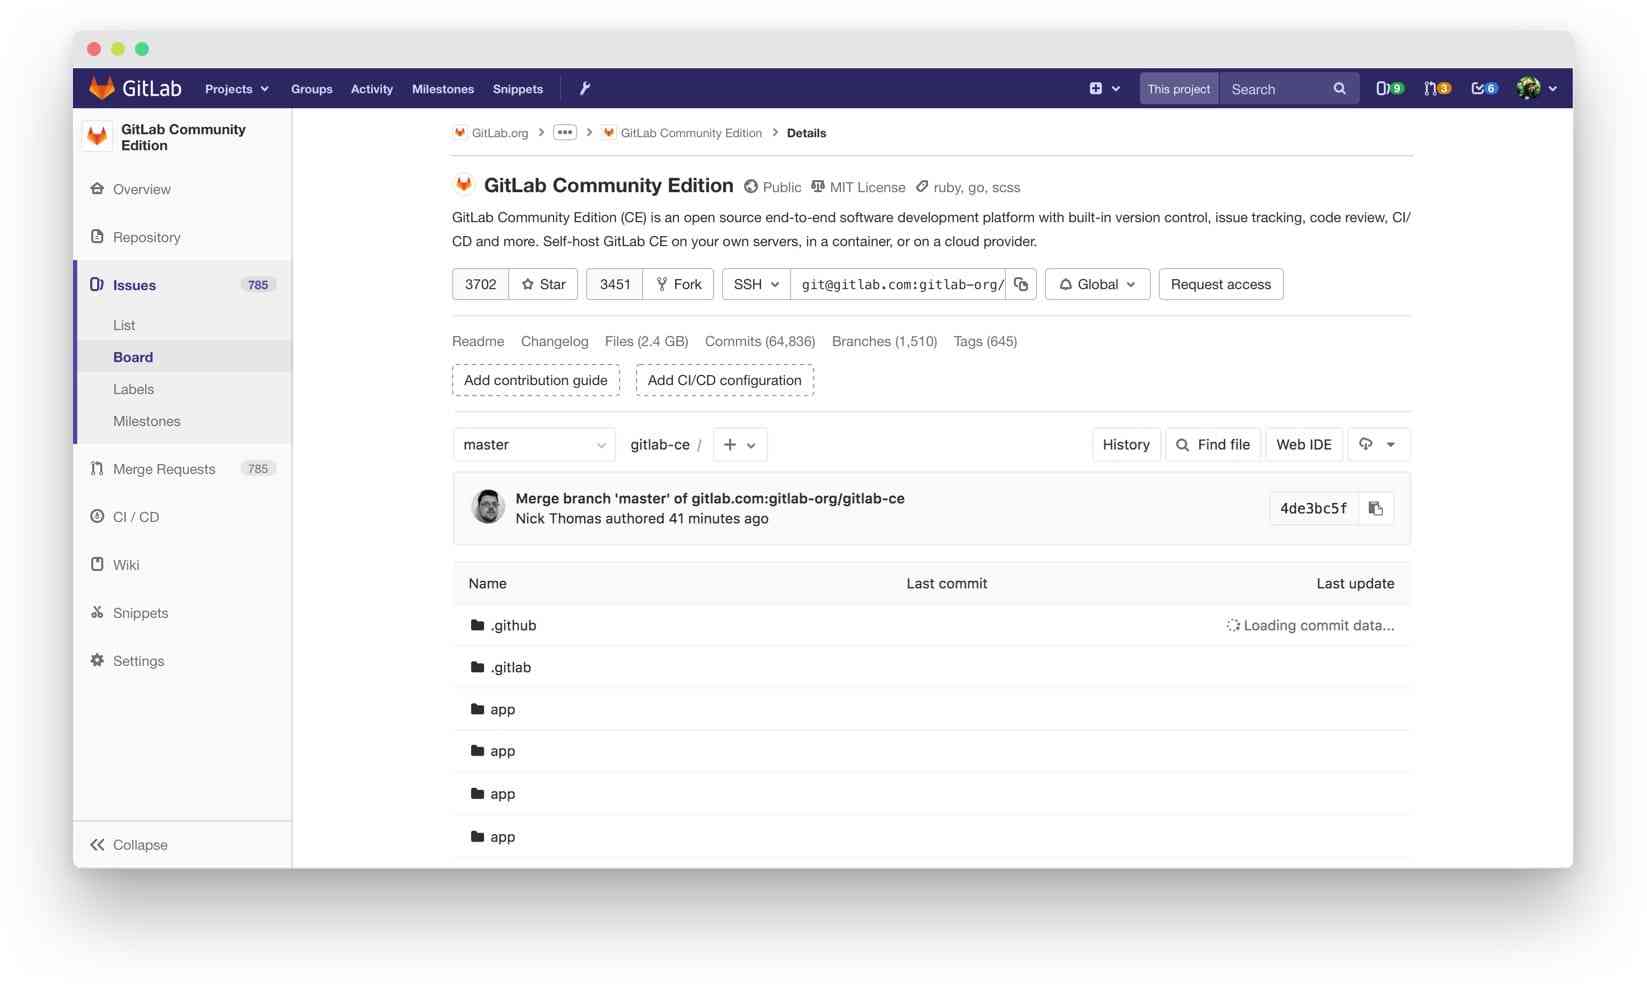 GitLab Projects Groups Activity Milestones Snippets This project Search 9 3 6
GitLab Community
Edition
Overview
Repository
Issues 785
List
Board
Labels
Milestones
Merge Requests 785
CI / CD
Wiki
Snippets
Settings
Collapse
GitLab.org > ••• > GitLab Community Edition > Details
GitLab Community Edition Public MIT License ruby, go, scss
GitLab Community Edition (CE) is an open source end-to-end software development platform with built-in version control, issue tracking, code review, CI/
CD and more. Self-host GitLab CE on your own servers, in a container, or on a cloud provider.
3702 Star 3451 Fork SSH git@gitlab.com:gitlab-org/ Global Request access
Readme Changelog Files (2.4 GB) Commits (64,836) Branches (1,510) Tags (645)
Add contribution guide Add CI/CD configuration
master gitlab-ce / + History Find file Web IDE
Merge branch 'master' of gitlab.com:gitlab-org/gitlab-ce
Nick Thomas authored 41 minutes ago
4de3bc5f
Name Last commit Last update
.github Loading commit data...
.gitlab
app
app
app
app